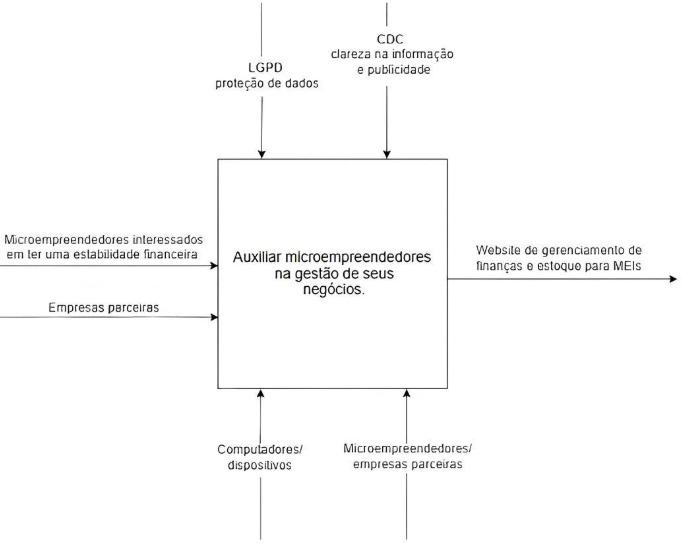 CDC
clareza na informação
e publicidade
LGPD
proteção de dados
Microempreendedores interessados
em ter uma estabilidade financeira
Empresas parceiras
Auxiliar microempreendedores
na gestão de seus
negócios.
Website de gerenciamento de
finanças e estoque para MEIs
Computadores/
dispositivos
Microempreendedores/
empresas parceiras